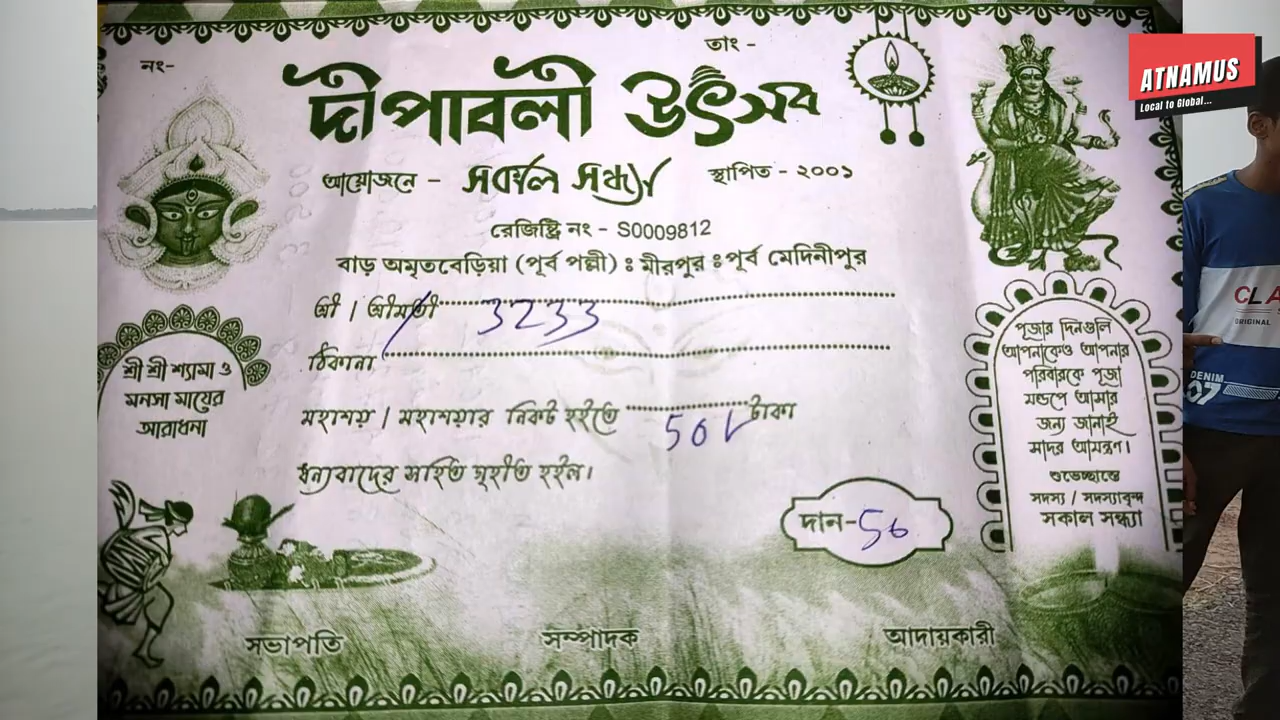 নং-
তাং -
দীপাবলী উৎসব
আয়োজনে - সকাল সন্ধ্যা
স্থাপিত - ২০০১
রেজিষ্ট্রি নং - S0009812
বাড় অমৃতবেড়িয়া (পূর্ব পল্লী) ঃ মীরপুর ঃ পূর্ব মেদিনীপুর
শ্রী / শ্রীমতী 3233
ঠিকানা
মহাশয় / মহাশয়ার নিকট হইতে 50/ টাকা
ধন্যবাদের সহিত গৃহীত হইল।
দান-50
শ্রী শ্রী শ্যামা ও
মনসা মায়ের
আরাধনা
পূজার দিনগুলি
আপনাকেও আপনার
পরিবারকে পূজা
মন্ডপে আসার
জন্য জানাই
সাদর আমন্ত্রণ।
শুভেচ্ছান্তে
সদস্য / সদস্যাবৃন্দ
সকাল সন্ধ্যা
সভাপতি
সম্পাদক
আদায়কারী
ATNAMUS
Local to Global...
CLA
ORIGINAL
DENIM
07